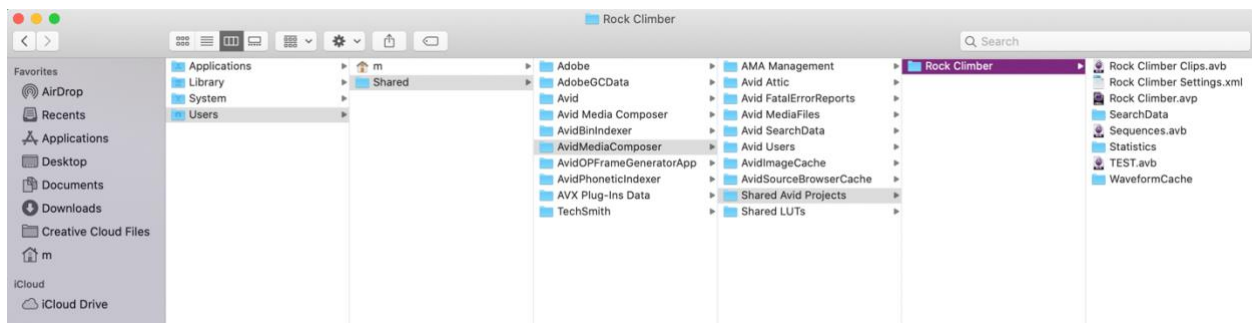 Rock Climber
Search
Favorites
AirDrop
Recents
Applications
Desktop
Documents
Downloads
Creative Cloud Files
m
iCloud
iCloud Drive
Applications
Library
System
Users
m
Shared
Adobe
AdobeGCData
Avid
Avid Media Composer
AvidBinIndexer
AvidMediaComposer
AvidOPFrameGeneratorApp
AvidPhoneticIndexer
AVX Plug-Ins Data
TechSmith
AMA Management
Avid Attic
Avid FatalErrorReports
Avid MediaFiles
Avid SearchData
Avid Users
AvidImageCache
AvidSourceBrowserCache
Shared Avid Projects
Shared LUTs
Rock Climber
Rock Climber Clips.avb
Rock Climber Settings.xml
Rock Climber.avp
SearchData
Sequences.avb
Statistics
TEST.avb
WaveformCache